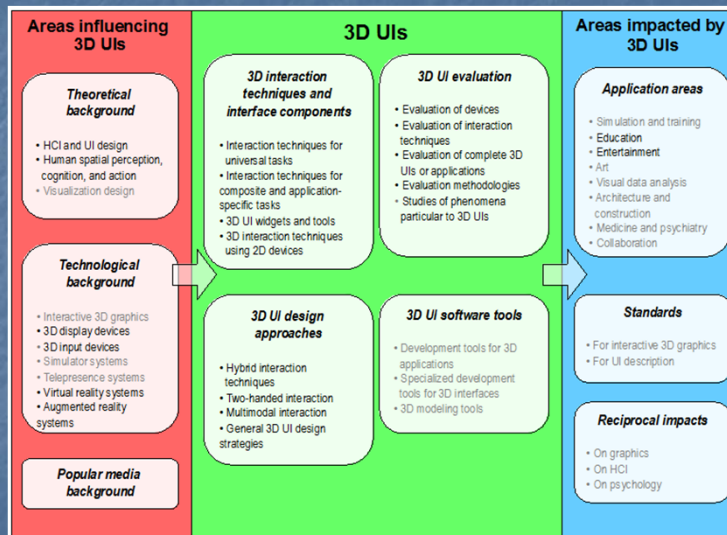 Areas influencing
3D UIs
Theoretical
background
• HCI and UI design
• Human spatial perception,
cognition, and action
• Visualization design
Technological
background
• Interactive 3D graphics
• 3D display devices
• 3D input devices
• Simulator systems
• Telepresence systems
• Virtual reality systems
• Augmented reality
systems
Popular media
background
3D UIs
3D interaction
techniques and
interface components
• Interaction techniques for
universal tasks
• Interaction techniques for
composite and application-
specific tasks
• 3D UI widgets and tools
• 3D interaction techniques
using 2D devices
3D UI evaluation
• Evaluation of devices
• Evaluation of interaction
techniques
• Evaluation of complete 3D
UIs or applications
• Evaluation methodologies
• Studies of phenomena
particular to 3D UIs
3D UI design
approaches
• Hybrid interaction
techniques
• Two-handed interaction
• Multimodal interaction
• General 3D UI design
strategies
3D UI software tools
• Development tools for 3D
applications
• Specialized development
tools for 3D interfaces
• 3D modeling tools
Areas impacted by
3D UIs
Application areas
• Simulation and training
• Education
• Entertainment
• Art
• Visual data analysis
• Architecture and
construction
• Medicine and psychiatry
• Collaboration
Standards
• For interactive 3D graphics
• For UI description
Reciprocal impacts
• On graphics
• On HCI
• On psychology